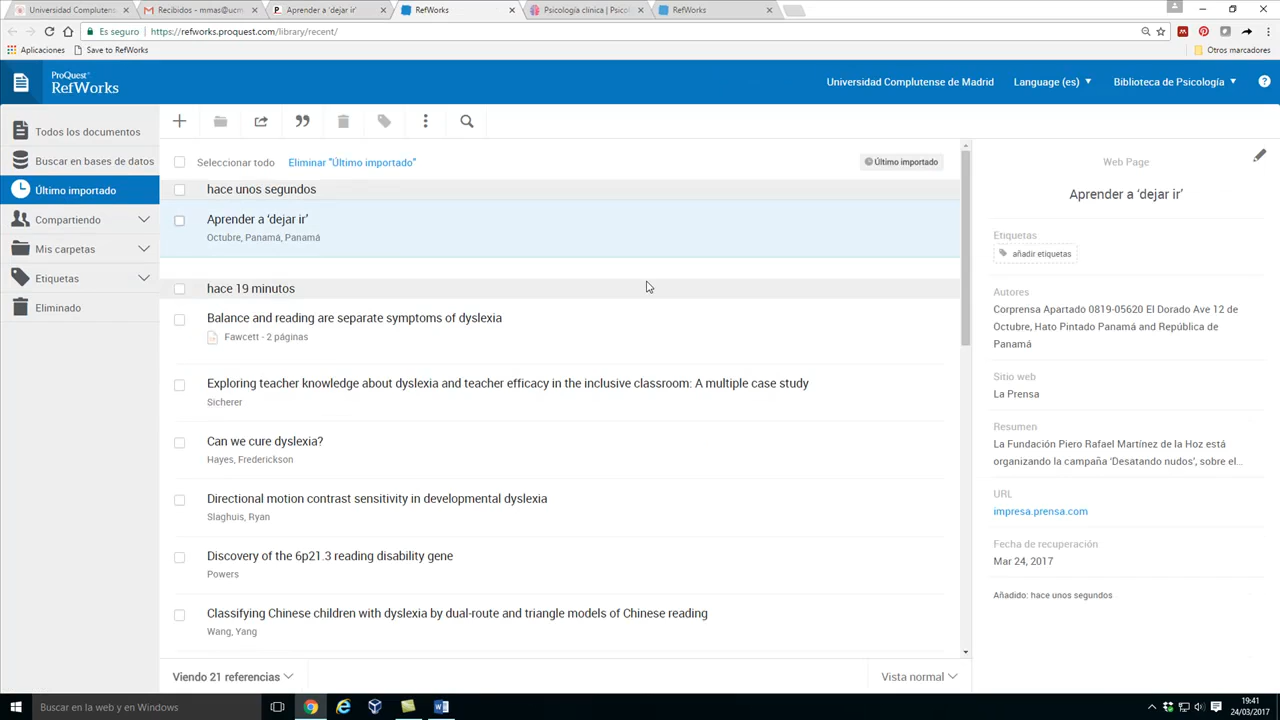 Universidad Complutens
Recibidos - mmas@ucm
Aprender a 'dejar ir'
RefWorks
Psicología clínica | Psicol
RefWorks
Es seguro
https://refworks.proquest.com/library/recent/
Aplicaciones
Save to RefWorks
Otros marcadores
ProQuest
RefWorks
Universidad Complutense de Madrid
Language (es)
Biblioteca de Psicología
?
Todos los documentos
Buscar en bases de datos
Último importado
Compartiendo
Mis carpetas
Etiquetas
Eliminado
Seleccionar todo
Eliminar "Último importado"
Último importado
hace unos segundos
Aprender a ‘dejar ir’
Octubre, Panamá, Panamá
hace 19 minutos
Balance and reading are separate symptoms of dyslexia
Fawcett - 2 páginas
Exploring teacher knowledge about dyslexia and teacher efficacy in the inclusive classroom: A multiple case study
Sicherer
Can we cure dyslexia?
Hayes, Frederickson
Directional motion contrast sensitivity in developmental dyslexia
Slaghuis, Ryan
Discovery of the 6p21.3 reading disability gene
Powers
Classifying Chinese children with dyslexia by dual-route and triangle models of Chinese reading
Wang, Yang
Viendo 21 referencias
Vista normal
Web Page
Aprender a ‘dejar ir’
Etiquetas
añadir etiquetas
Autores
Corprensa Apartado 0819-05620 El Dorado Ave 12 de
Octubre, Hato Pintado Panamá and República de
Panamá
Sitio web
La Prensa
Resumen
La Fundación Piero Rafael Martínez de la Hoz está
organizando la campaña ‘Desatando nudos’, sobre el...
URL
impresa.prensa.com
Fecha de recuperación
Mar 24, 2017
Añadido: hace unos segundos
Buscar en la web y en Windows
19:41
24/03/2017